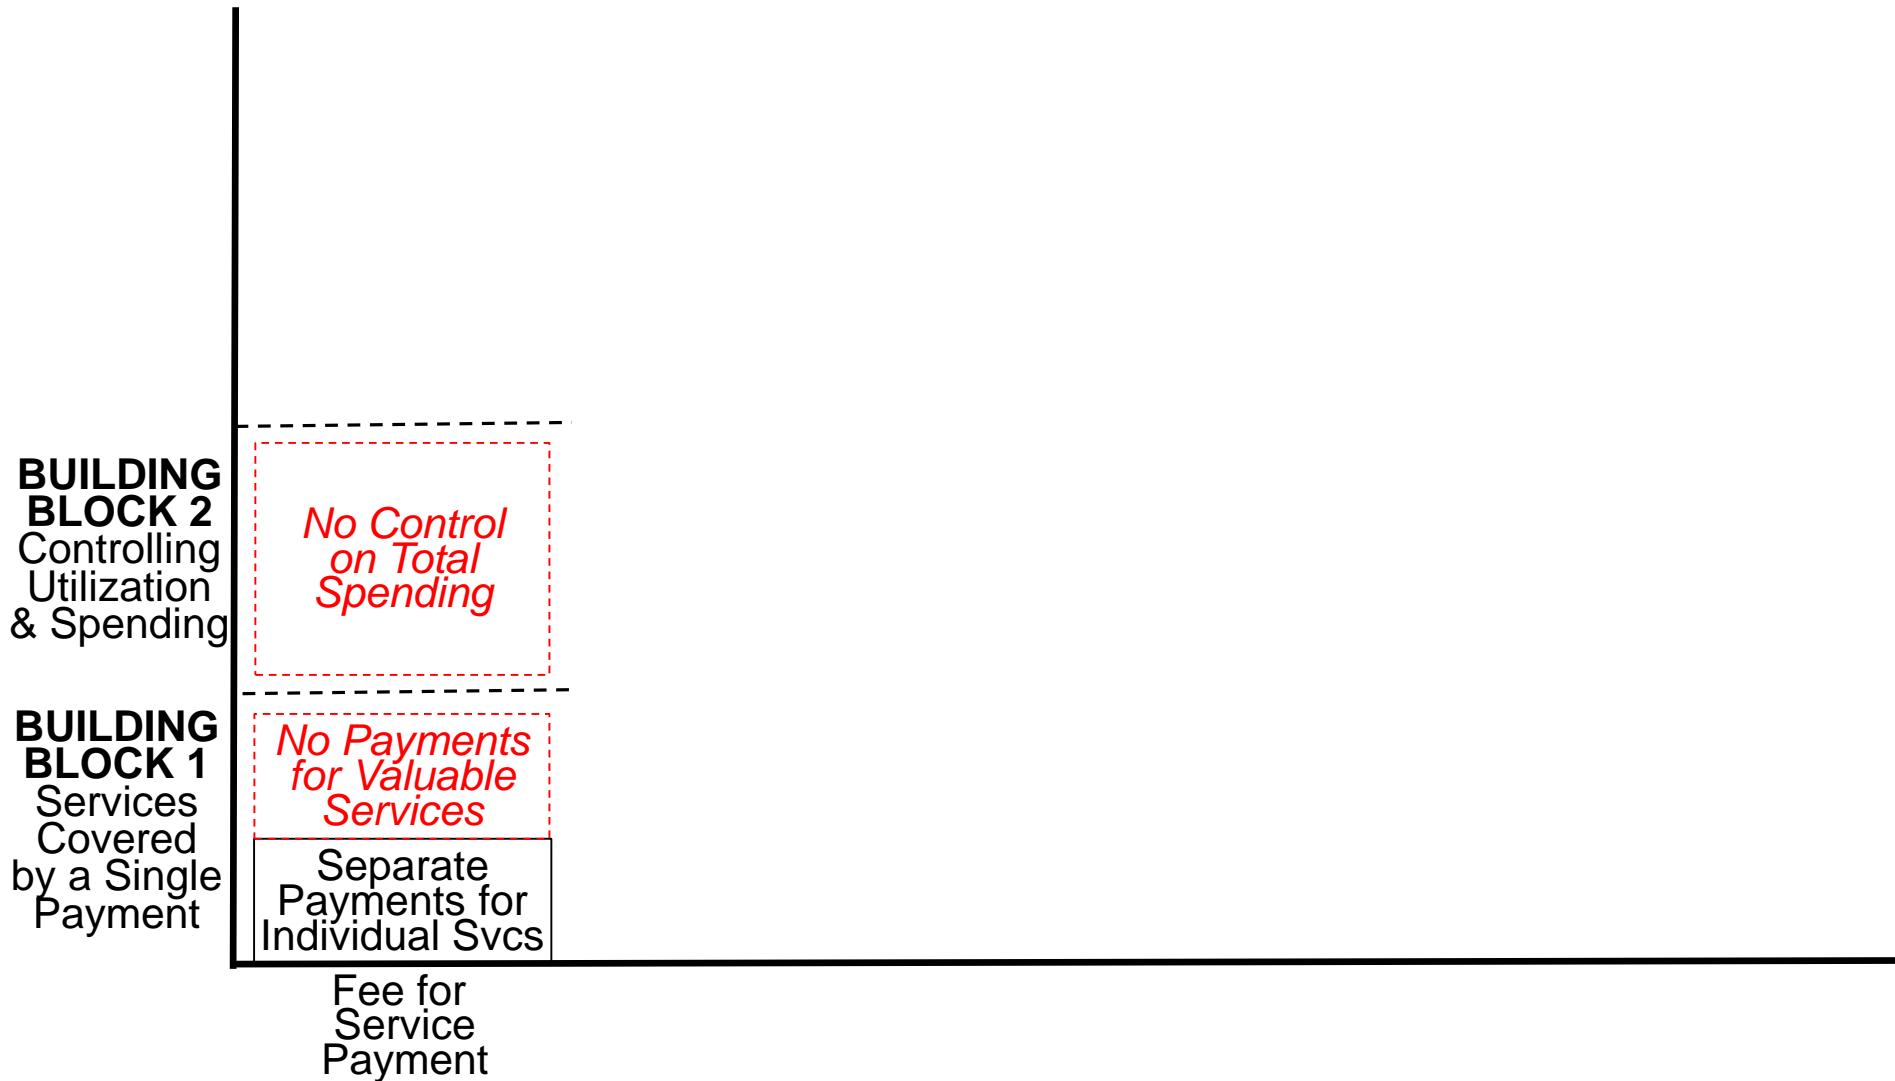 BUILDING
BLOCK 2
Controlling
Utilization
& Spending
No Control
on Total
Spending
BUILDING
BLOCK 1
Services
Covered
by a Single
Payment
No Payments
for Valuable
Services
Separate
Payments for
Individual Svcs
Fee for
Service
Payment